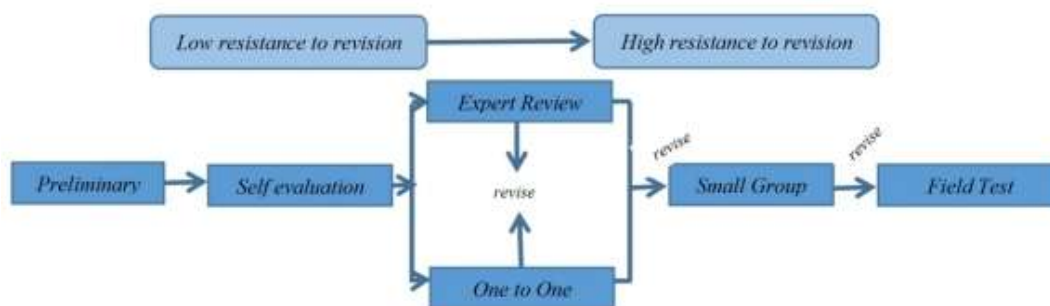 Low resistance to revision
High resistance to revision
Expert Review
revise
revise
Preliminary
Self evaluation
revise
Small Group
Field Test
One to One